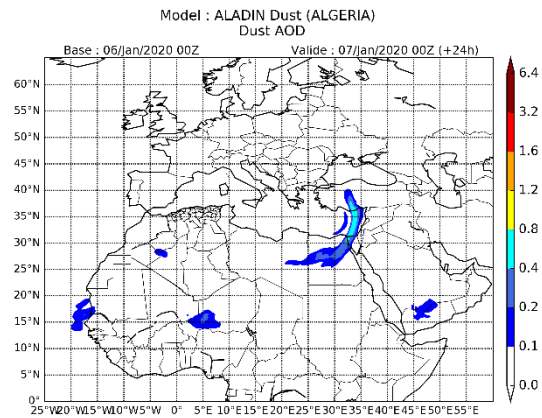 Model : ALADIN Dust (ALGERIA)
Dust AOD
Base : 06/Jan/2020 00Z Valide : 07/Jan/2020 00Z (+24h)
60°N
55°N
50°N
45°N
40°N
35°N
30°N
25°N
20°N
15°N
10°N
5°N
0°
25°W20°W15°W10°W5°W 0° 5°E 10°E15°E20°E25°E30°E35°E40°E45°E50°E55°E
6.4
3.2
1.6
1.2
0.8
0.4
0.2
0.1
0.0